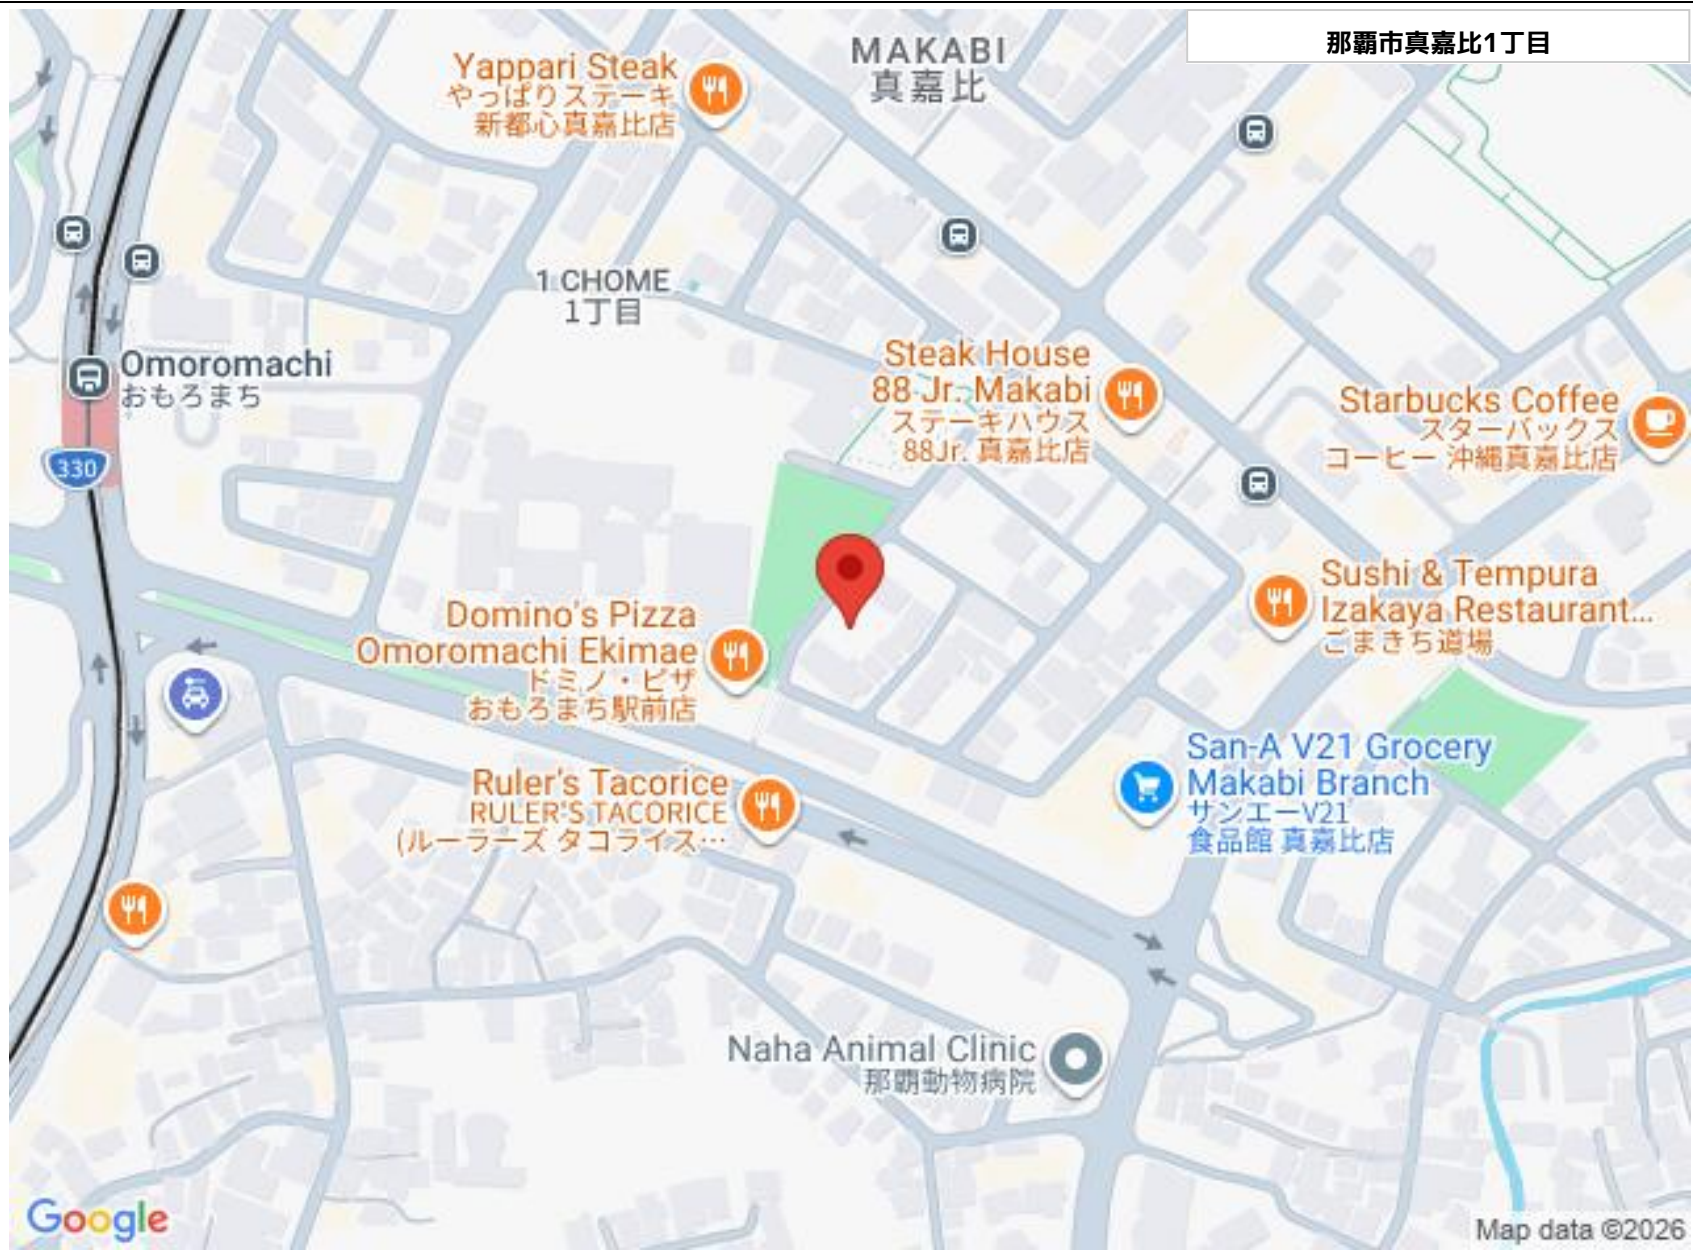 那覇市真嘉比1丁目
MAKABI
真嘉比
Yappari Steak
やっぱりステーキ
新都心真嘉比店
1 CHOME
1丁目
Omoromachi
おもろまち
330
Steak House
88 Jr. Makabi
ステーキハウス
88Jr. 真嘉比店
Starbucks Coffee
スターバックス
コーヒー 沖縄真嘉比店
Sushi & Tempura
Izakaya Restaurant...
ごまきち道場
Domino's Pizza
Omoromachi Ekimae
ドミノ・ピザ
おもろまち駅前店
San-A V21 Grocery
Makabi Branch
サンエーV21
食品館 真嘉比店
Ruler's Tacorice
RULER'S TACORICE
(ルーラーズ タコライス…
Naha Animal Clinic
那覇動物病院
Google
Map data ©2026